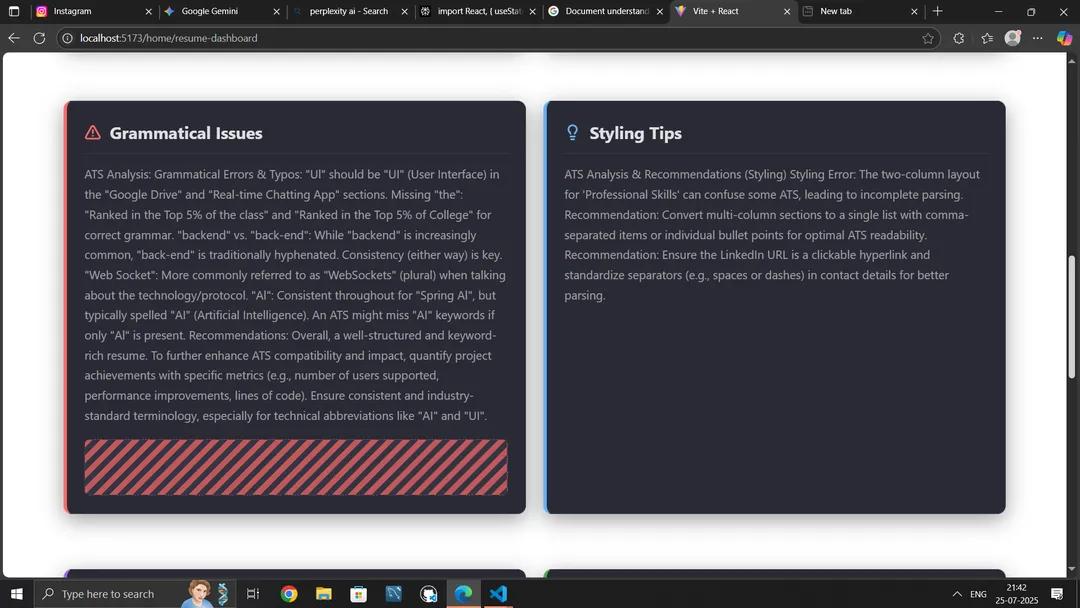 Instagram
Google Gemini
perplexity ai - Search
import React, { useStat
Document understand
Vite + React
New tab
localhost:5173/home/resume-dashboard
Grammatical Issues
ATS Analysis: Grammatical Errors & Typos: "Ul" should be "UI" (User Interface) in
the "Google Drive" and "Real-time Chatting App" sections. Missing "the":
"Ranked in the Top 5% of the class" and "Ranked in the Top 5% of College" for
correct grammar. "backend" vs. "back-end": While "backend" is increasingly
common, "back-end" is traditionally hyphenated. Consistency (either way) is key.
"Web Socket": More commonly referred to as "WebSockets" (plural) when talking
about the technology/protocol. "Al": Consistent throughout for "Spring Al", but
typically spelled "AI" (Artificial Intelligence). An ATS might miss "AI" keywords if
only "Al" is present. Recommendations: Overall, a well-structured and keyword-
rich resume. To further enhance ATS compatibility and impact, quantify project
achievements with specific metrics (e.g., number of users supported,
performance improvements, lines of code). Ensure consistent and industry-
standard terminology, especially for technical abbreviations like "AI" and "UI".
Styling Tips
ATS Analysis & Recommendations (Styling) Styling Error: The two-column layout
for 'Professional Skills' can confuse some ATS, leading to incomplete parsing.
Recommendation: Convert multi-column sections to a single list with comma-
separated items or individual bullet points for optimal ATS readability.
Recommendation: Ensure the LinkedIn URL is a clickable hyperlink and
standardize separators (e.g., spaces or dashes) in contact details for better
parsing.
Type here to search
ENG
21:42
25-07-2025